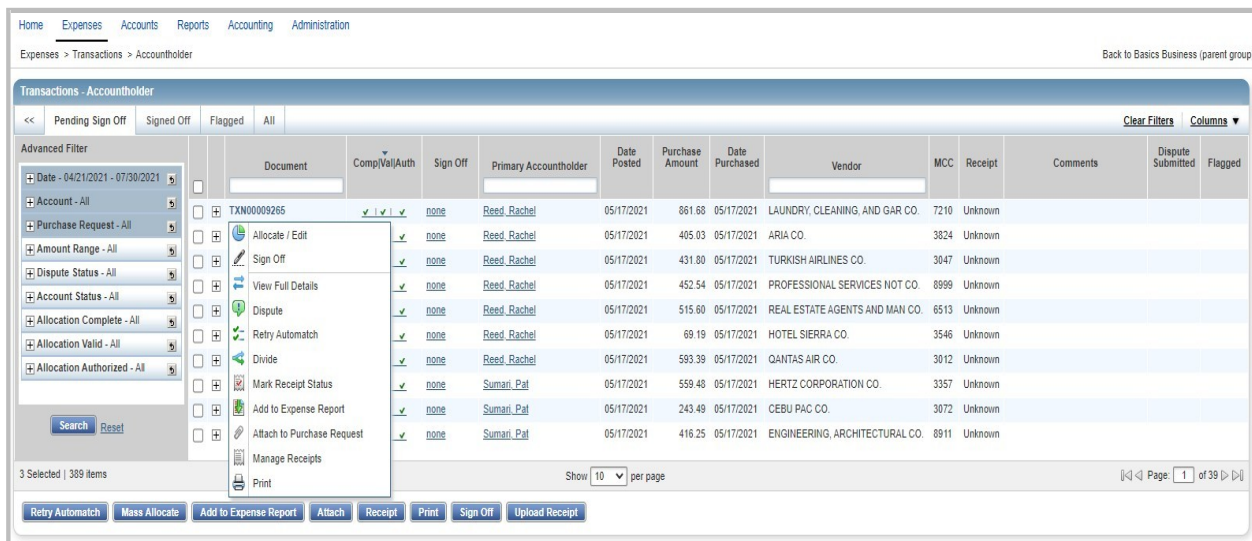 Home Expenses Accounts Reports Accounting Administration
Expenses > Transactions > Accountholder Back to Basics Business (parent group
Transactions - Accountholder
<< Pending Sign Off Signed Off Flagged All Clear Filters Columns ▼
Advanced Filter
Date - 04/21/2021 - 07/30/2021
Account - All
Purchase Request - All
Amount Range - All
Dispute Status - All
Account Status - All
Allocation Complete - All
Allocation Valid - All
Allocation Authorized - All
Search Reset
Document Comp|Val|Auth Sign Off Primary Accountholder Date Posted Purchase Amount Date Purchased Vendor MCC Receipt Comments Dispute Submitted Flagged
TXN00009265 none Reed, Rachel 05/17/2021 861.68 05/17/2021 LAUNDRY, CLEANING, AND GAR CO. 7210 Unknown
none Reed, Rachel 05/17/2021 405.03 05/17/2021 ARIA CO. 3824 Unknown
none Reed, Rachel 05/17/2021 431.80 05/17/2021 TURKISH AIRLINES CO. 3047 Unknown
none Reed, Rachel 05/17/2021 452.54 05/17/2021 PROFESSIONAL SERVICES NOT CO. 8999 Unknown
none Reed, Rachel 05/17/2021 515.60 05/17/2021 REAL ESTATE AGENTS AND MAN CO. 6513 Unknown
none Reed, Rachel 05/17/2021 69.19 05/17/2021 HOTEL SIERRA CO. 3546 Unknown
none Reed, Rachel 05/17/2021 593.39 05/17/2021 QANTAS AIR CO. 3012 Unknown
none Sumari, Pat 05/17/2021 559.48 05/17/2021 HERTZ CORPORATION CO. 3357 Unknown
none Sumari, Pat 05/17/2021 243.49 05/17/2021 CEBU PAC CO. 3072 Unknown
none Sumari, Pat 05/17/2021 416.25 05/17/2021 ENGINEERING, ARCHITECTURAL CO. 8911 Unknown
Allocate / Edit
Sign Off
View Full Details
Dispute
Retry Automatch
Divide
Mark Receipt Status
Add to Expense Report
Attach to Purchase Request
Manage Receipts
Print
3 Selected | 389 items Show 10 per page Page: 1 of 39
Retry Automatch Mass Allocate Add to Expense Report Attach Receipt Print Sign Off Upload Receipt